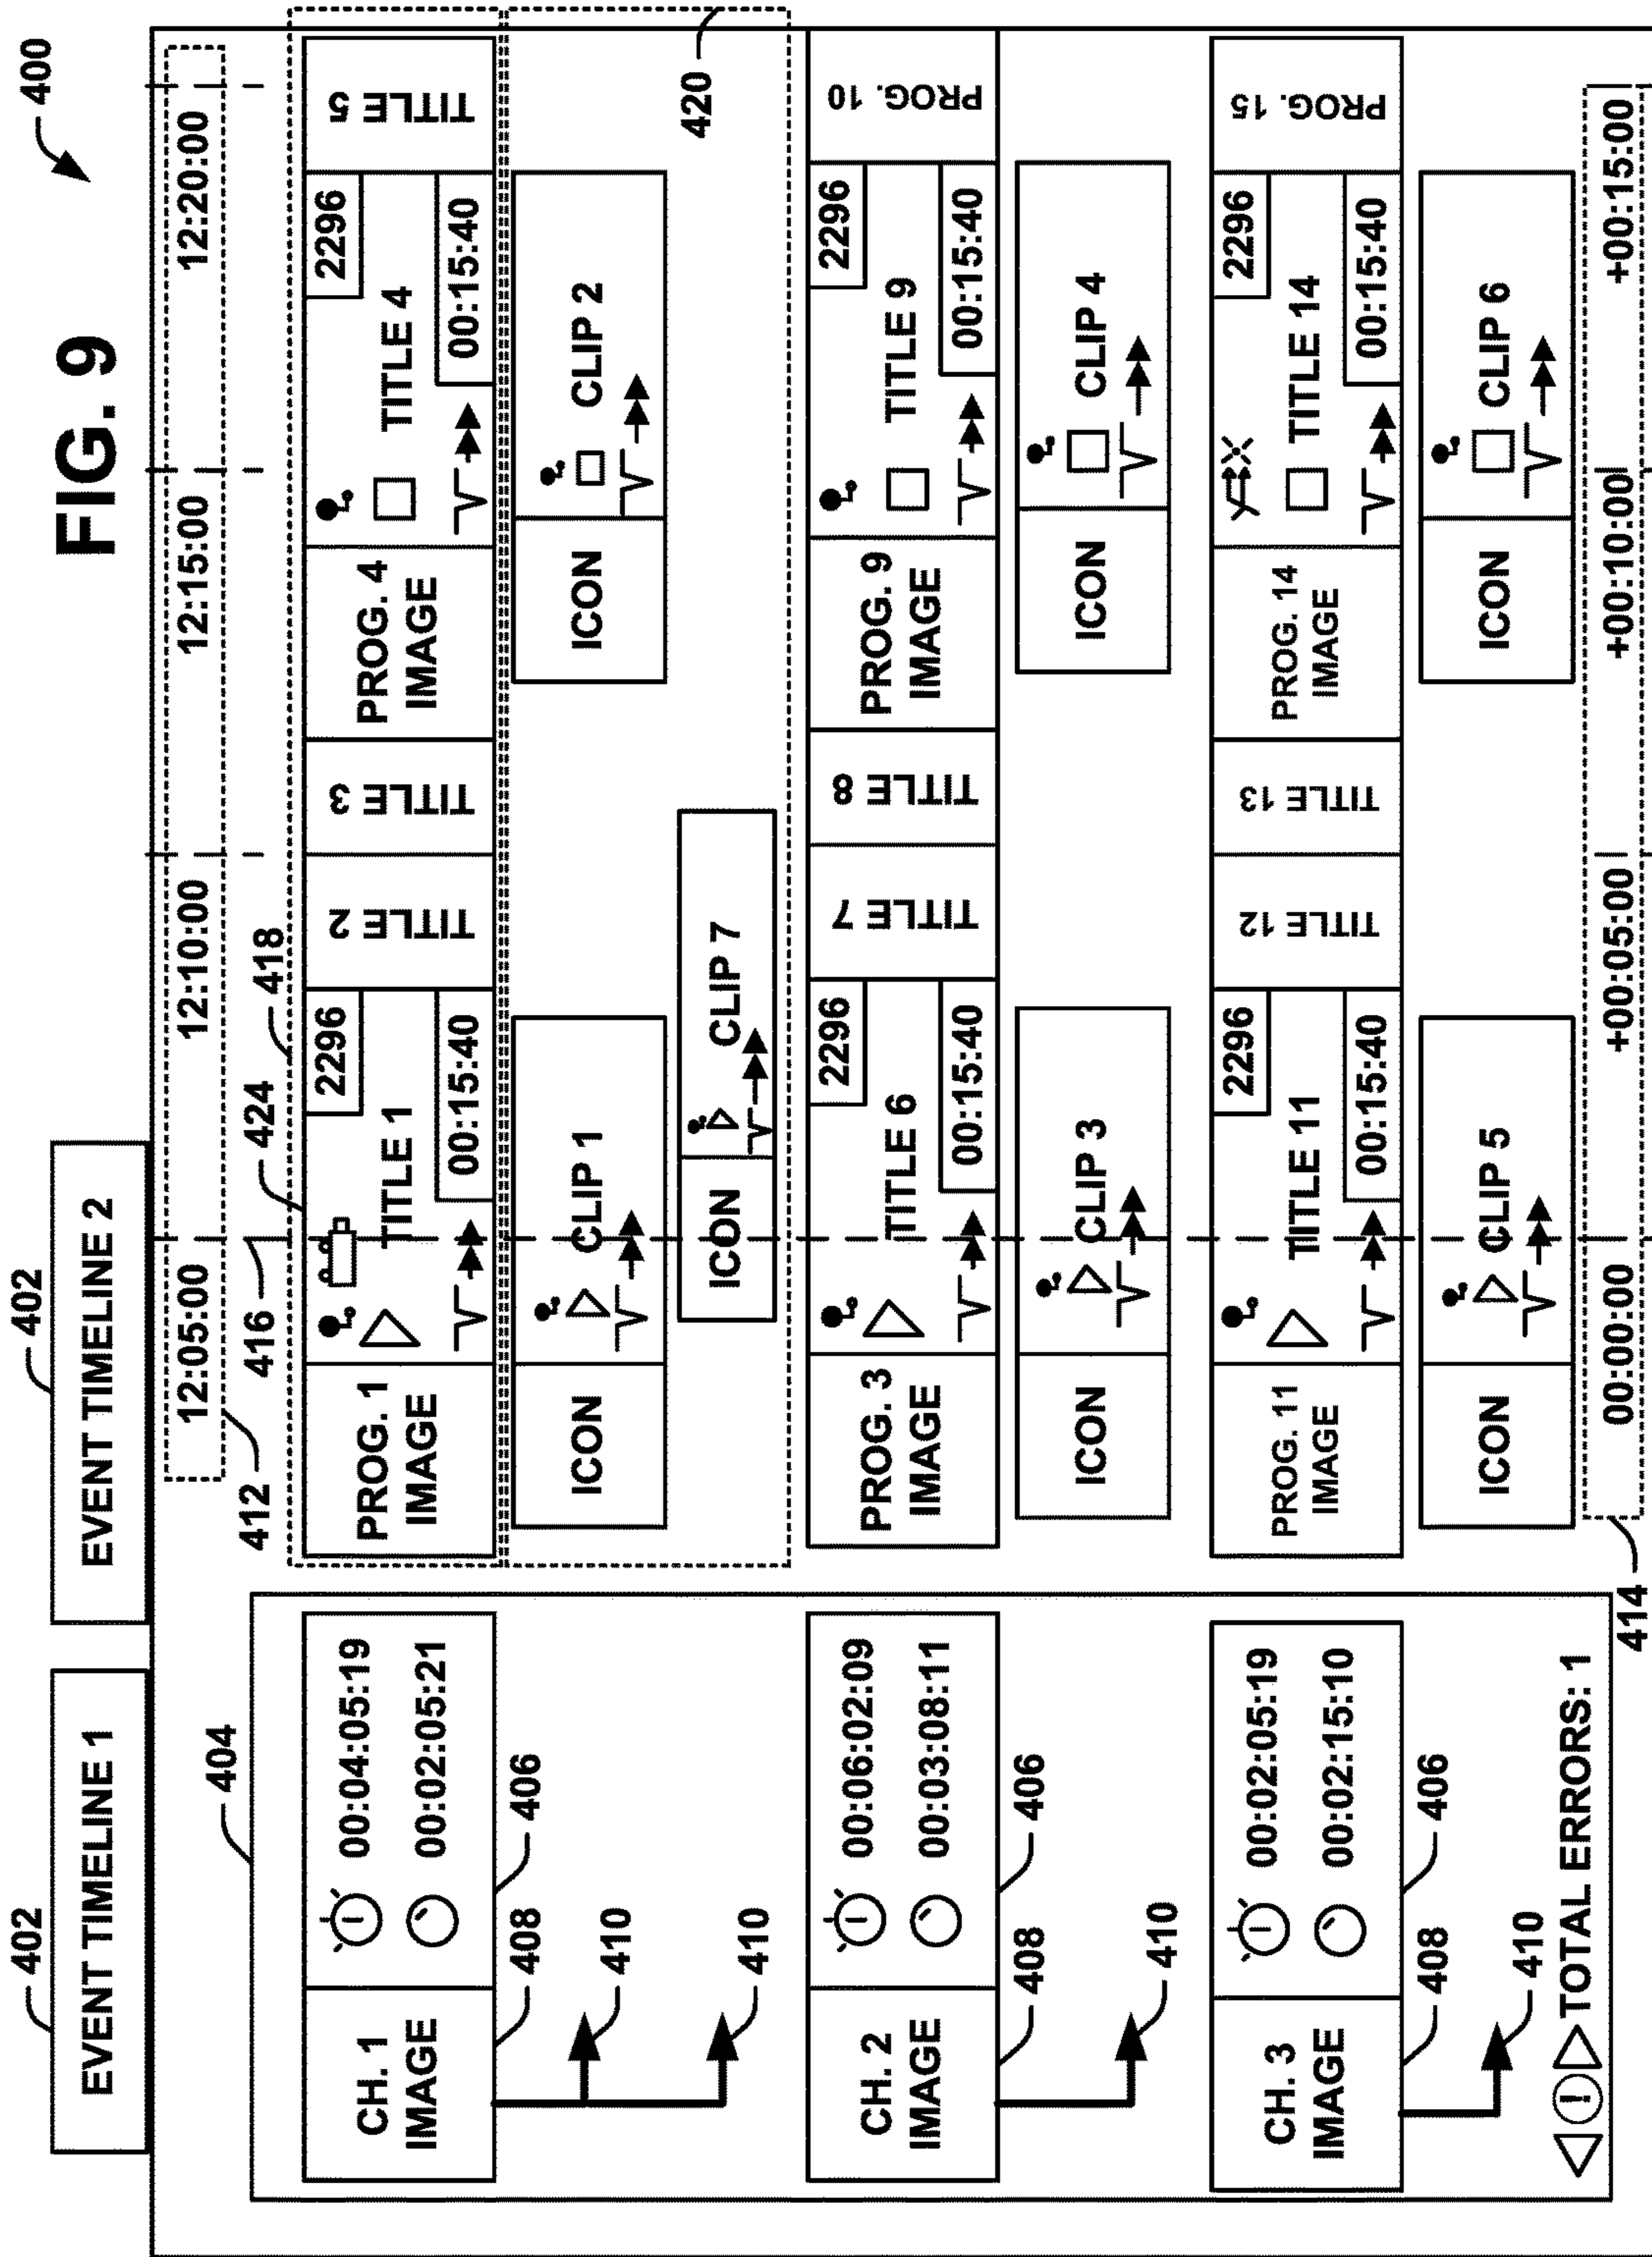 FIG. 9
400
402
402
EVENT TIMELINE 1
EVENT TIMELINE 2
12:05:00
12:10:00
12:15:00
12:20:00
404
412
416
424
418
CH. 1
IMAGE
00:04:05:19
00:02:05:21
PROG. 1
IMAGE
TITLE 1
2296
00:15:40
TITLE 2
TITLE 3
PROG. 4
IMAGE
TITLE 4
2296
00:15:40
TITLE 5
408
406
410
410
ICON
CLIP 1
ICON
CLIP 2
ICON
CLIP 7
420
CH. 2
IMAGE
00:06:02:09
00:03:08:11
PROG. 3
IMAGE
TITLE 6
2296
00:15:40
TITLE 7
TITLE 8
PROG. 9
IMAGE
TITLE 9
2296
00:15:40
PROG. 10
408
406
410
ICON
CLIP 3
ICON
CLIP 4
CH. 3
IMAGE
00:02:05:19
00:02:15:10
PROG. 11
IMAGE
TITLE 11
2296
00:15:40
TITLE 12
TITLE 13
PROG. 14
IMAGE
TITLE 14
2296
00:15:40
PROG. 15
408
406
410
ICON
CLIP 5
ICON
CLIP 6
! TOTAL ERRORS: 1
414
00:00:00
+00:05:00
+00:10:00
+00:15:00